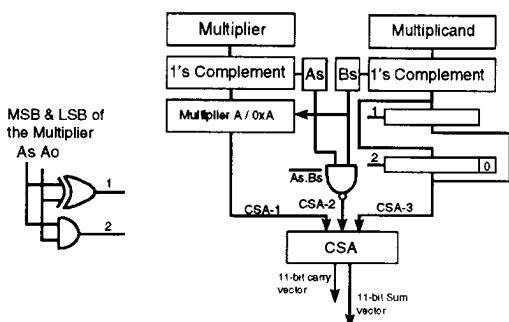 Multiplier
Multiplicand
1's Complement
As
Bs
1's Complement
Multiplier A / 0xA
1
2
0
MSB & LSB of
the Multiplier
As Ao
1
2
As.Bs
CSA-1
CSA-2
CSA-3
CSA
11-bit carry
vector
11-bit Sum
vector